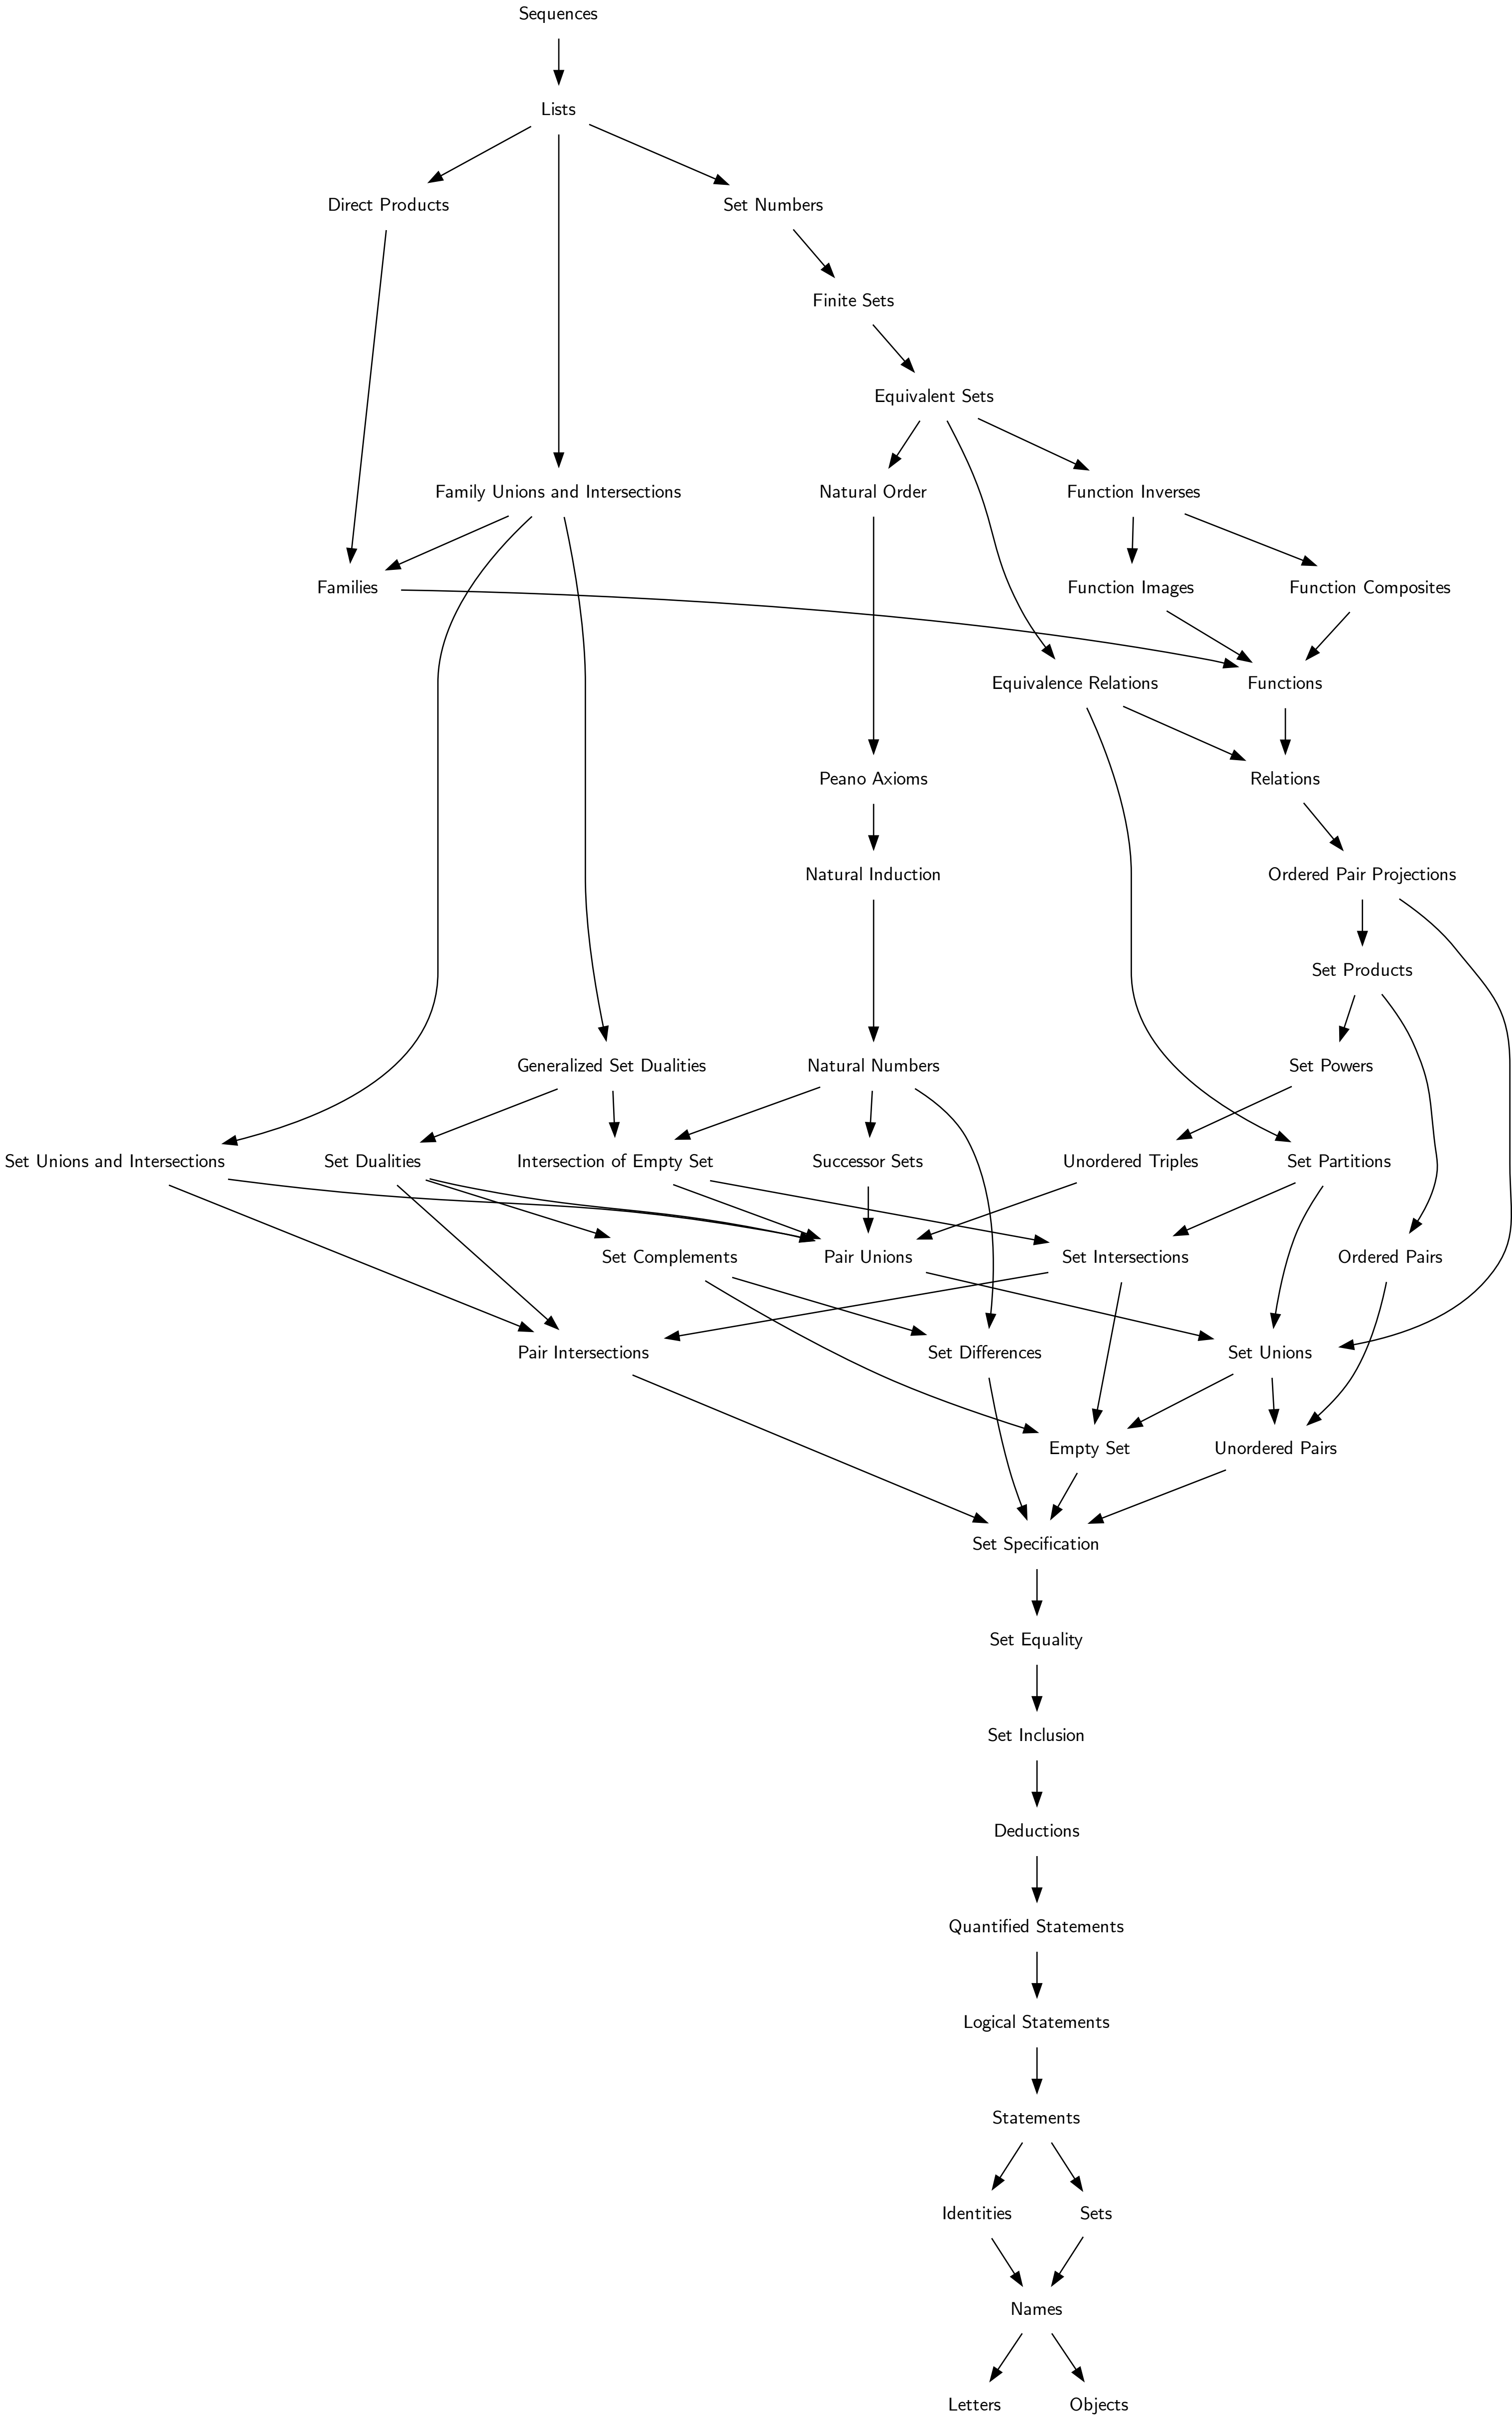 Sequences
Lists
Direct Products
Set Numbers
Finite Sets
Equivalent Sets
Family Unions and Intersections
Natural Order
Function Inverses
Families
Function Images
Function Composites
Equivalence Relations
Functions
Peano Axioms
Relations
Natural Induction
Ordered Pair Projections
Set Products
Generalized Set Dualities
Natural Numbers
Set Powers
Set Unions and Intersections
Set Dualities
Intersection of Empty Set
Successor Sets
Unordered Triples
Set Partitions
Set Complements
Pair Unions
Set Intersections
Ordered Pairs
Pair Intersections
Set Differences
Set Unions
Empty Set
Unordered Pairs
Set Specification
Set Equality
Set Inclusion
Deductions
Quantified Statements
Logical Statements
Statements
Identities
Sets
Names
Letters
Objects